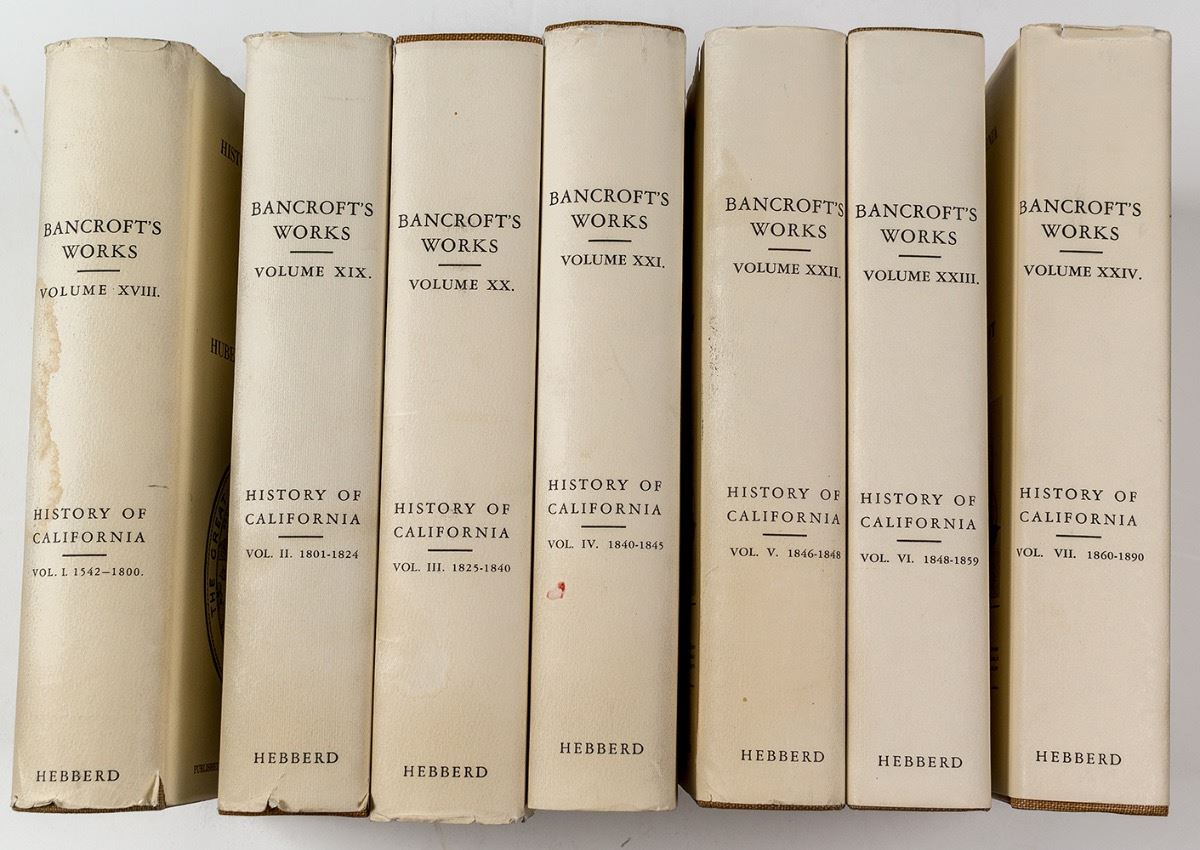 BANCROFT'S
WORKS
VOLUME XVIII.
HISTORY OF
CALIFORNIA
VOL. I. 1542—1800.
HEBBERD
THE GREAT
BANCROFT'S
WORKS
VOLUME XIX.
HISTORY OF
CALIFORNIA
VOL. II. 1801-1824
HEBBERD
BANCROFT'S
WORKS
VOLUME XX.
HISTORY OF
CALIFORNIA
VOL. III. 1825-1840
HEBBERD
BANCROFT'S
WORKS
VOLUME XXI.
HISTORY OF
CALIFORNIA
VOL. IV. 1840-1845
HEBBERD
BANCROFT'S
WORKS
VOLUME XXII.
HISTORY OF
CALIFORNIA
VOL. V. 1846-1848
HEBBERD
BANCROFT'S
WORKS
VOLUME XXIII.
HISTORY OF
CALIFORNIA
VOL. VI. 1848-1859
HEBBERD
BANCROFT'S
WORKS
VOLUME XXIV.
HISTORY OF
CALIFORNIA
VOL. VII. 1860-1890
HEBBERD